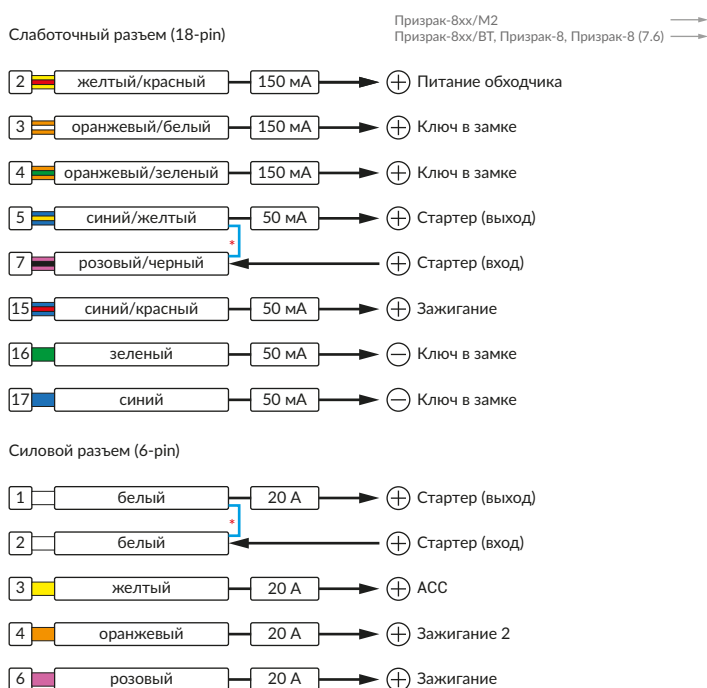 Слаботочный разъем (18-pin)
Призрак-8xx/M2
Призрак-8xx/BT, Призрак-8, Призрак-8 (7.6)
2 желтый/красный 150 мА + Питание обходчика
3 оранжевый/белый 150 мА + Ключ в замке
4 оранжевый/зеленый 150 мА + Ключ в замке
5 синий/желтый 50 мА + Стартер (выход)
*
7 розовый/черный + Стартер (вход)
15 синий/красный 50 мА + Зажигание
16 зеленый 50 мА − Ключ в замке
17 синий 50 мА − Ключ в замке
Силовой разъем (6-pin)
1 белый 20 А + Стартер (выход)
*
2 белый + Стартер (вход)
3 желтый 20 А + ACC
4 оранжевый 20 А + Зажигание 2
6 розовый 20 А + Зажигание